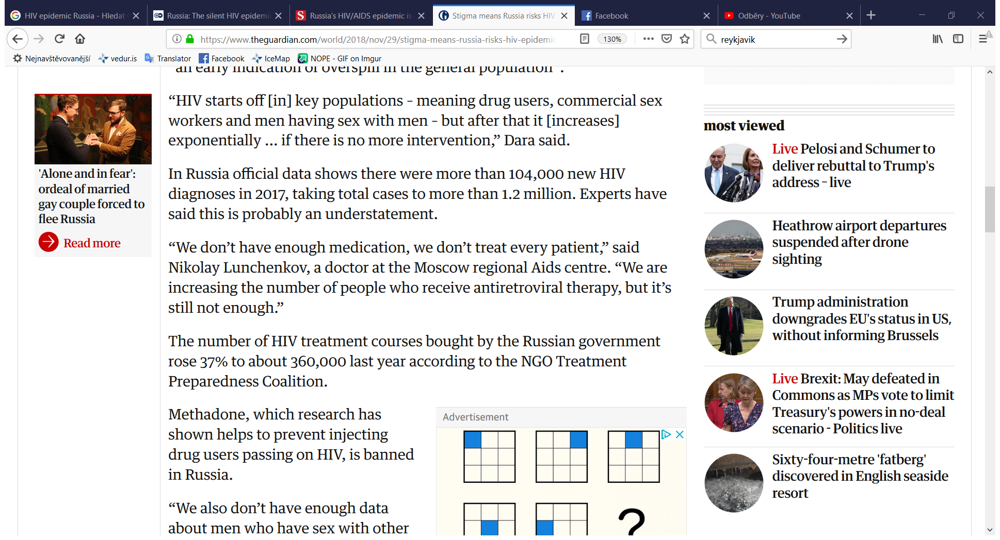 HIV epidemic Russia - Hledat
Russia: The silent HIV epidemic
Russia's HIV/AIDS epidemic is
Stigma means Russia risks HIV
Facebook
Odběry - YouTube
https://www.theguardian.com/world/2018/nov/29/stigma-means-russia-risks-hiv-epidemic
130%
reykjavik
Nejnavštěvovanější
vedur.is
Translator
Facebook
IceMap
NOPE - GIF on Imgur
'Alone and in fear':
ordeal of married
gay couple forced to
flee Russia
Read more
an early indication of overspill in the general population”.
“HIV starts off [in] key populations – meaning drug users, commercial sex
workers and men having sex with men – but after that it [increases]
exponentially … if there is no more intervention,” Dara said.
In Russia official data shows there were more than 104,000 new HIV
diagnoses in 2017, taking total cases to more than 1.2 million. Experts have
said this is probably an understatement.
“We don’t have enough medication, we don’t treat every patient,” said
Nikolay Lunchenkov, a doctor at the Moscow regional Aids centre. “We are
increasing the number of people who receive antiretroviral therapy, but it’s
still not enough.”
The number of HIV treatment courses bought by the Russian government
rose 37% to about 360,000 last year according to the NGO Treatment
Preparedness Coalition.
Methadone, which research has
shown helps to prevent injecting
drug users passing on HIV, is banned
in Russia.
“We also don’t have enough data
about men who have sex with other
Advertisement
?
most viewed
Live Pelosi and Schumer to
deliver rebuttal to Trump's
address – live
Heathrow airport departures
suspended after drone
sighting
Trump administration
downgrades EU's status in US,
without informing Brussels
Live Brexit: May defeated in
Commons as MPs vote to limit
Treasury's powers in no-deal
scenario - Politics live
Sixty-four-metre 'fatberg'
discovered in English seaside
resort